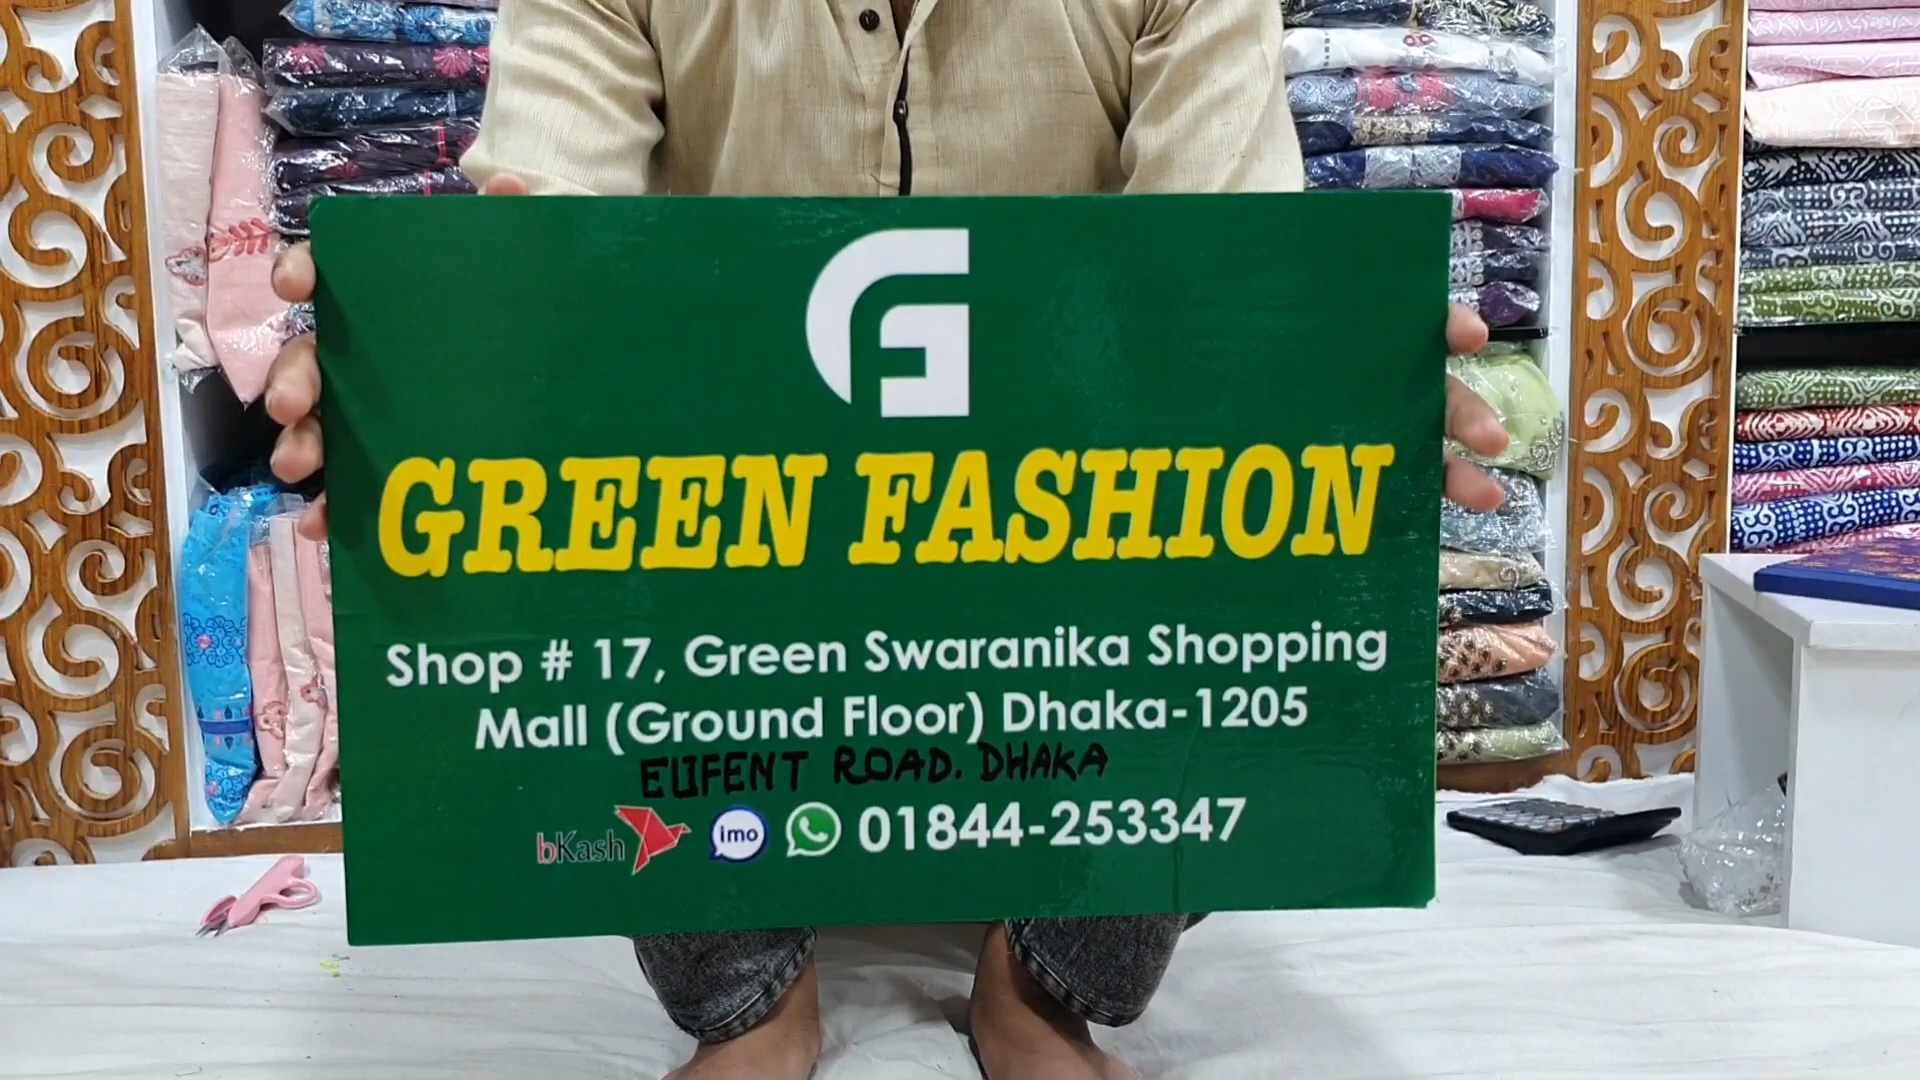 GREEN FASHION
Shop # 17, Green Swaranika Shopping
Mall (Ground Floor) Dhaka-1205
ELIFENT ROAD. DHAKA
bKash imo 01844-253347